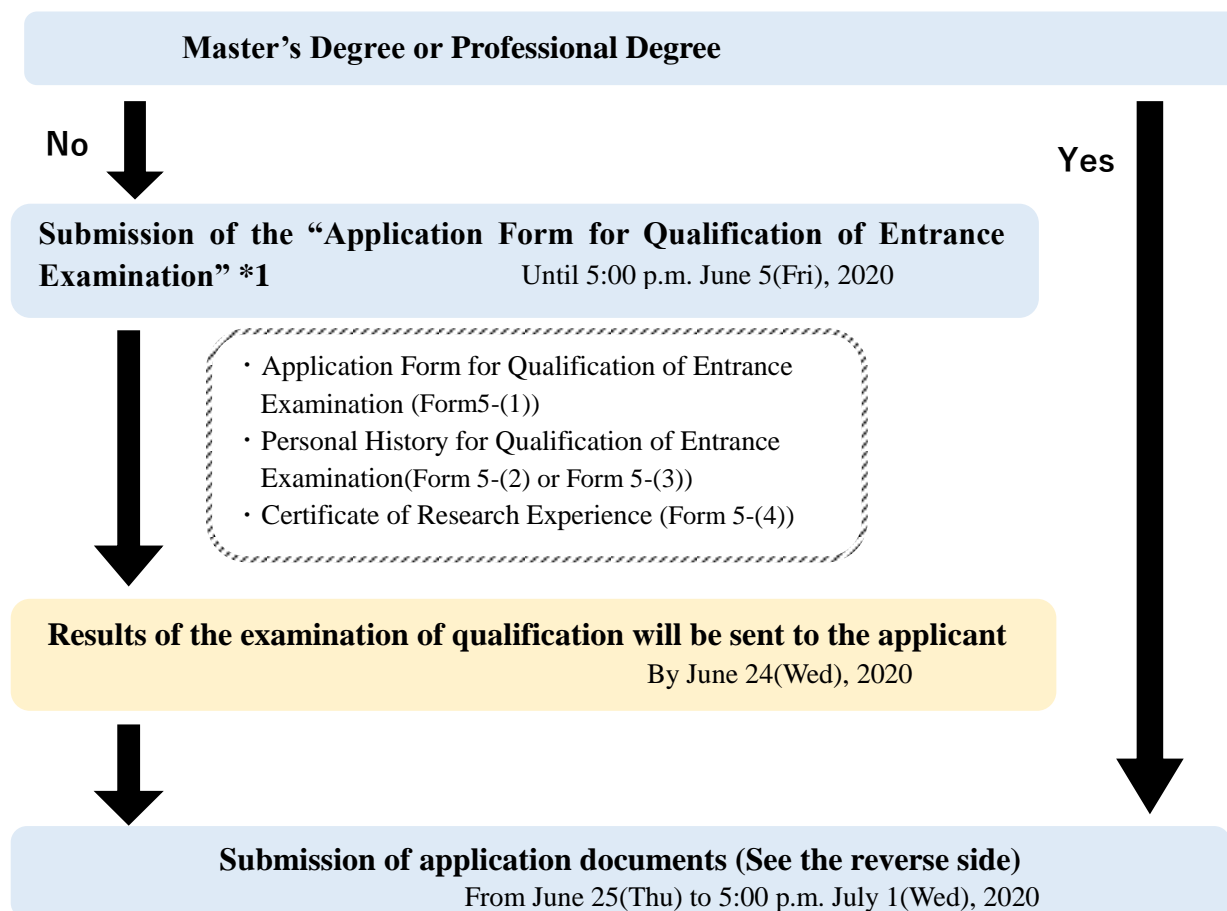 Master’s Degree or Professional Degree
No
Yes
Submission of the “Application Form for Qualification of Entrance
Examination” *1 Until 5:00 p.m. June 5(Fri), 2020
・Application Form for Qualification of Entrance
Examination (Form5-(1))
・Personal History for Qualification of Entrance
Examination(Form 5-(2) or Form 5-(3))
・Certificate of Research Experience (Form 5-(4))
Results of the examination of qualification will be sent to the applicant
By June 24(Wed), 2020
Submission of application documents (See the reverse side)
From June 25(Thu) to 5:00 p.m. July 1(Wed), 2020